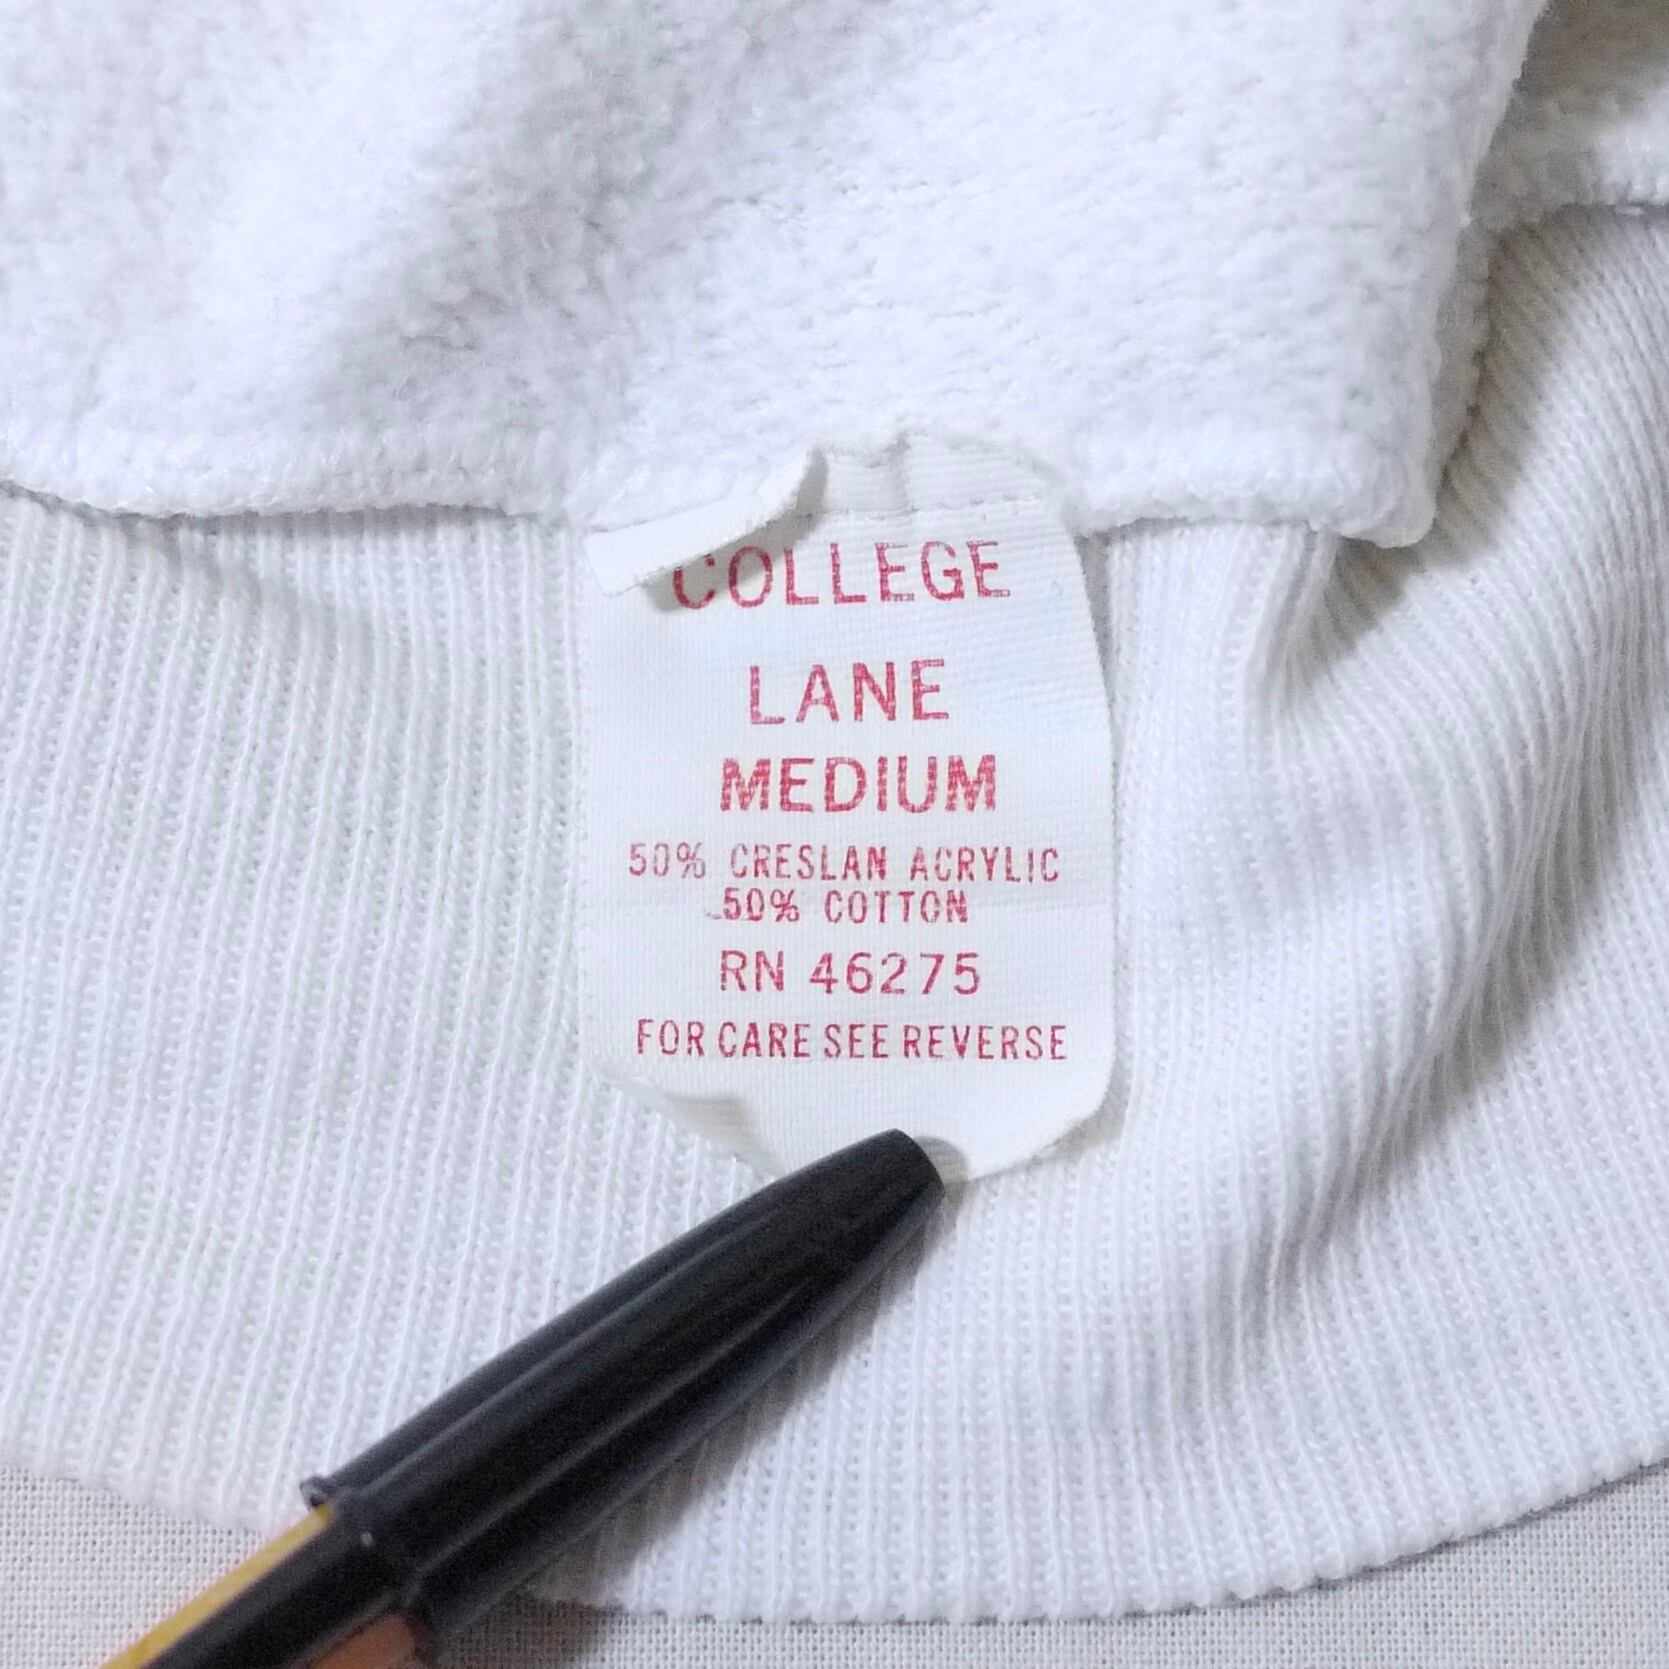 COLLEGE
LANE
MEDIUM
50% CRESLAN ACRYLIC
50% COTTON
RN 46275
FOR CARE SEE REVERSE